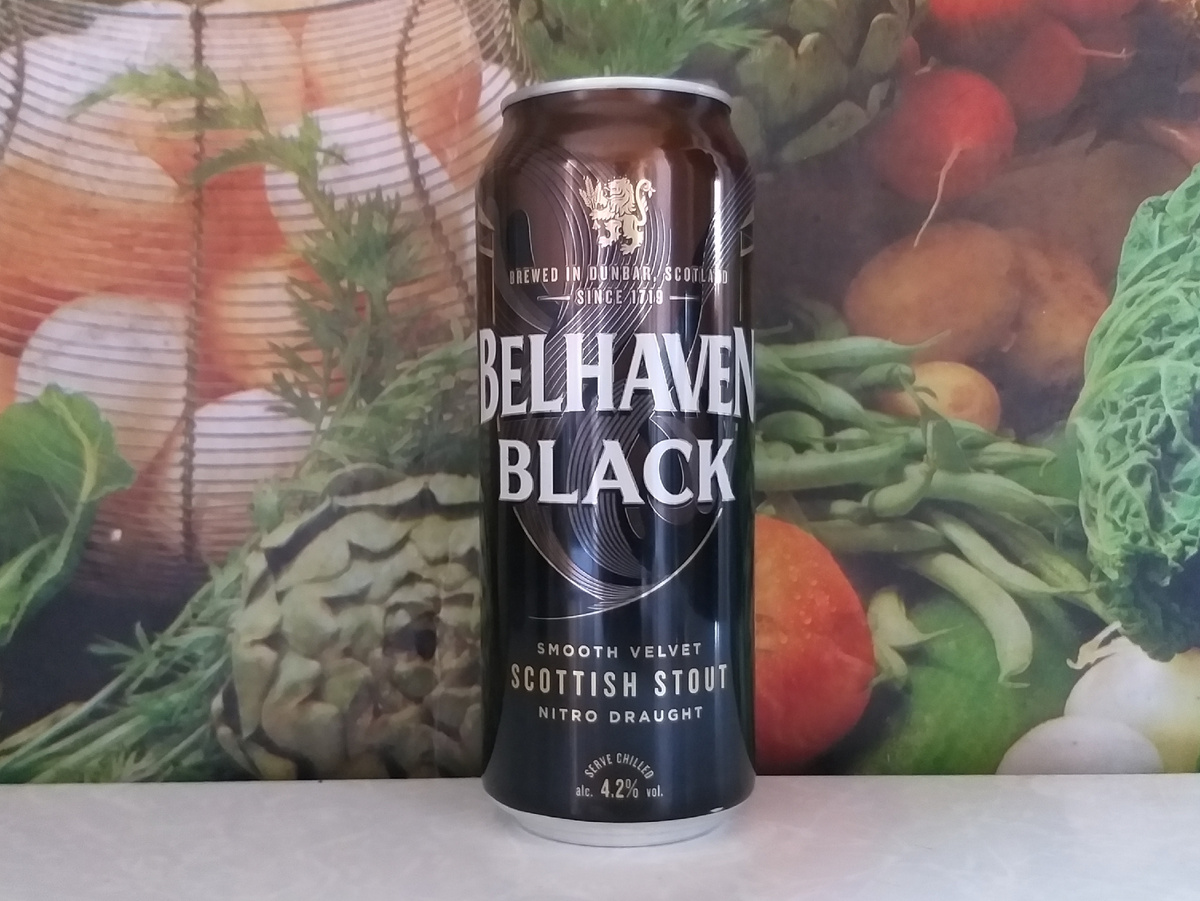 BREWED IN DUNBAR, SCOTLAND
SINCE 1719
BELHAVEN
BLACK
SMOOTH VELVET
SCOTTISH STOUT
NITRO DRAUGHT
SERVE CHILLED
alc. 4.2% vol.